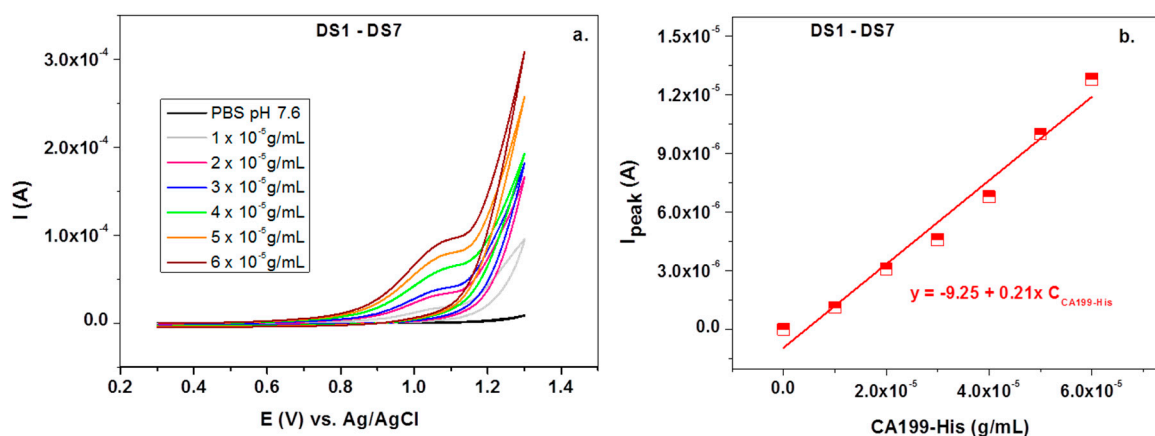 DS1 - DS7
a.
3.0x10⁻⁴
2.0x10⁻⁴
1.0x10⁻⁴
0.0
I (A)
PBS pH 7.6
1 x 10⁻⁵g/mL
2 x 10⁻⁵g/mL
3 x 10⁻⁵g/mL
4 x 10⁻⁵g/mL
5 x 10⁻⁵g/mL
6 x 10⁻⁵g/mL
0.2 0.4 0.6 0.8 1.0 1.2 1.4
E (V) vs. Ag/AgCl
DS1 - DS7
b.
1.5x10⁻⁵
1.2x10⁻⁵
9.0x10⁻⁶
6.0x10⁻⁶
3.0x10⁻⁶
0.0
Ipeak (A)
y = -9.25 + 0.21x C CA199-His
0.0 2.0x10⁻⁵ 4.0x10⁻⁵ 6.0x10⁻⁵
CA199-His (g/mL)